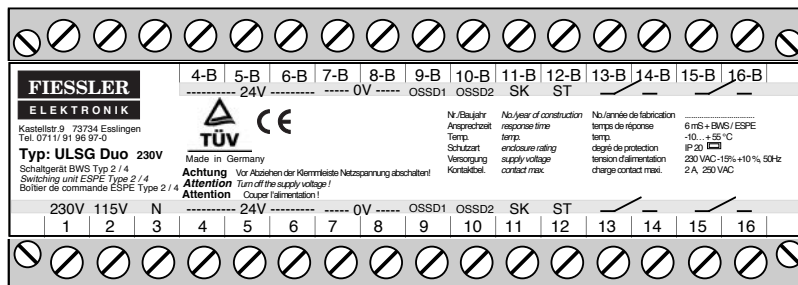 4-B 5-B 6-B 7-B 8-B 9-B 10-B 11-B 12-B 13-B 14-B 15-B 16-B
---------- 24V --------- ----- 0V ----- OSSD1 OSSD2 SK ST
FIESSLER
ELEKTRONIK
Kastellstr.9 73734 Esslingen
Tel. 0711/ 91 96 97-0
Typ: ULSG Duo 230V
Schaltgerät BWS Typ 2 / 4
Switching unit ESPE Type 2 / 4
Boîtier de commande ESPE Type 2 / 4
TÜV CE
Made in Germany
Achtung Vor Abziehen der Klemmleiste Netzspannung abschalten!
Attention Turn off the supply voltage !
Attention Couper l'alimentation !
Nr./Baujahr No./year of construction No./année de fabrication ............................
Ansprechzeit response time temps de réponse 6 mS + BWS / ESPE
Temp. temp. temp. -10... + 55 °C
Schutzart enclosure rating degré de protection IP 20
Versorgung supply voltage tension d'alimentation 230 VAC -15% +10 %, 50Hz
Kontaktbel. contact max. charge contact maxi. 2 A, 250 VAC
230V 115V N ---------- 24V --------- ----- 0V ----- OSSD1 OSSD2 SK ST
1 2 3 4 5 6 7 8 9 10 11 12 13 14 15 16